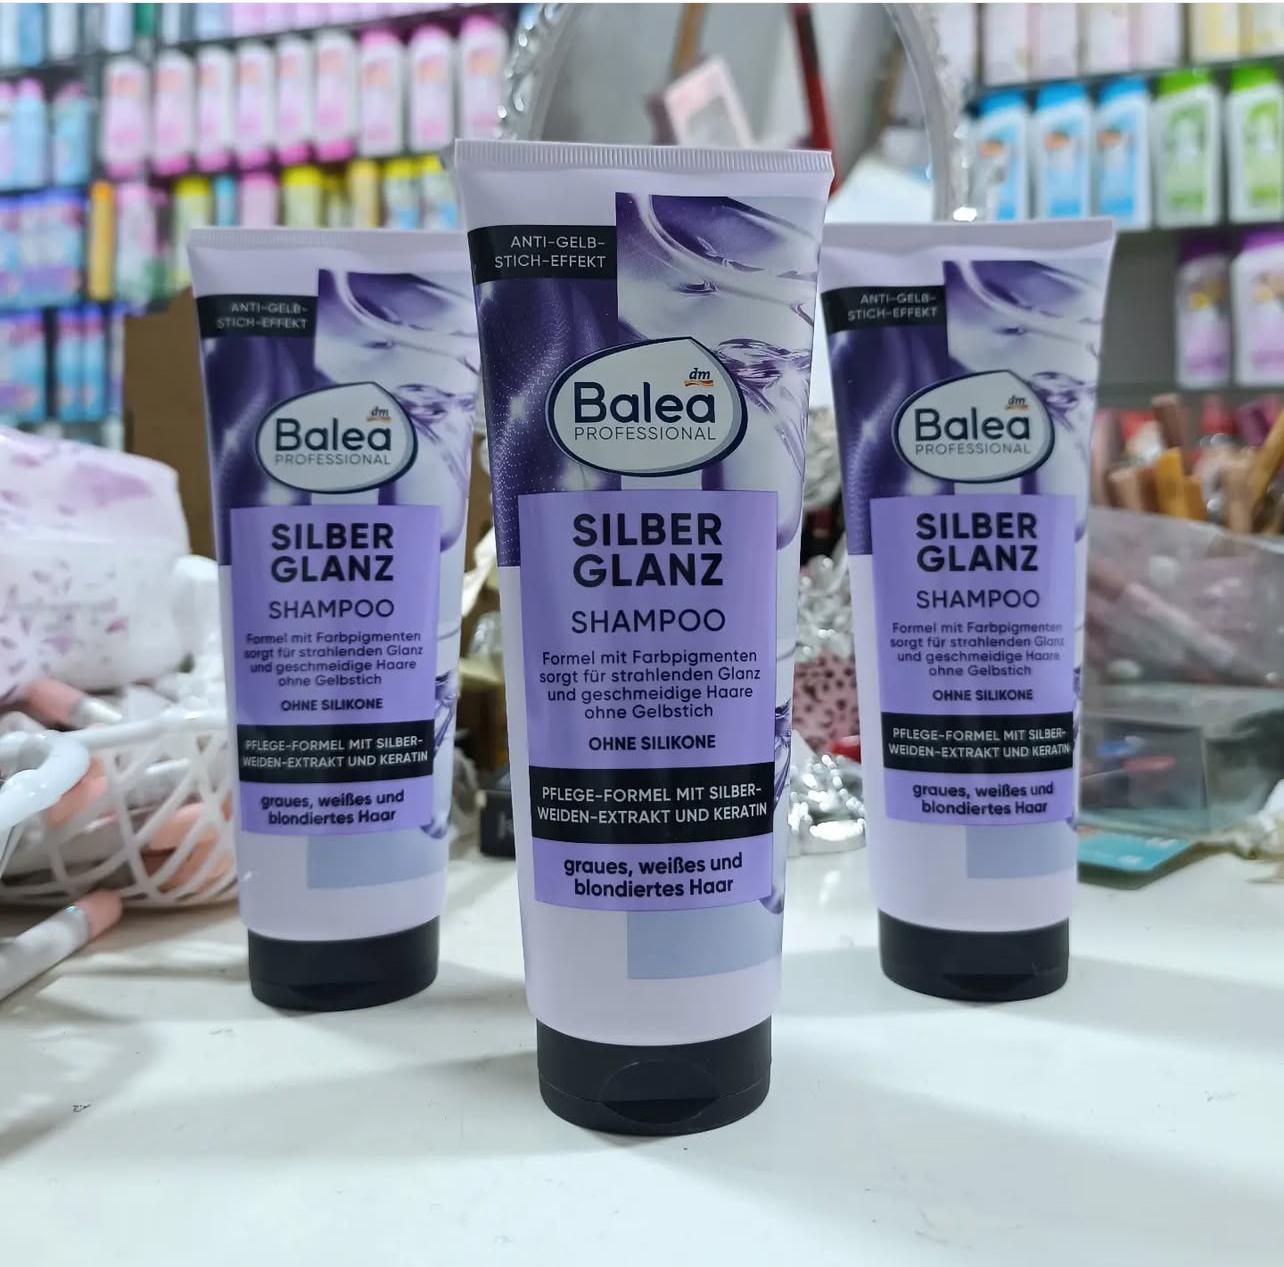 ANTI-GELB-
STICH-EFFEKT
dm
Balea
PROFESSIONAL
SILBER
GLANZ
SHAMPOO
Formel mit Farbpigmenten
sorgt für strahlenden Glanz
und geschmeidige Haare
ohne Gelbstich
OHNE SILIKONE
PFLEGE-FORMEL MIT SILBER-
WEIDEN-EXTRAKT UND KERATIN
graues, weißes und
blondiertes Haar
ANTI-GELB-
STICH-EFFEKT
dm
Balea
PROFESSIONAL
SILBER
GLANZ
SHAMPOO
Formel mit Farbpigmenten
sorgt für strahlenden Glanz
und geschmeidige Haare
ohne Gelbstich
OHNE SILIKONE
PFLEGE-FORMEL MIT SILBER-
WEIDEN-EXTRAKT UND KERATIN
graues, weißes und
blondiertes Haar
ANTI-GELB-
STICH-EFFEKT
dm
Balea
PROFESSIONAL
SILBER
GLANZ
SHAMPOO
Formel mit Farbpigmenten
sorgt für strahlenden Glanz
und geschmeidige Haare
ohne Gelbstich
OHNE SILIKONE
PFLEGE-FORMEL MIT SILBER-
WEIDEN-EXTRAKT UND KERATIN
graues, weißes und
blondiertes Haar